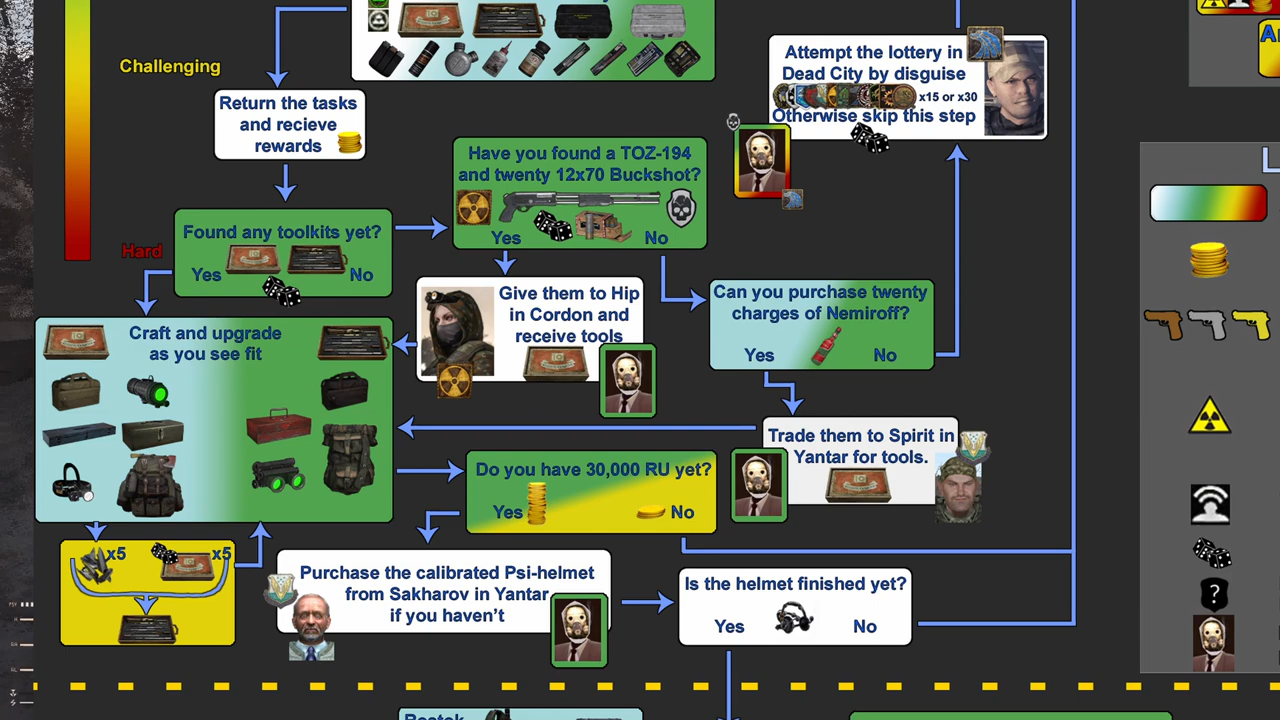 Challenging
Return the tasks
and recieve
rewards
Attempt the lottery in
Dead City by disguise
x15 or x30
Otherwise skip this step
Have you found a TOZ-194
and twenty 12x70 Buckshot?
Yes No
Hard
Found any toolkits yet?
Yes No
Give them to Hip
in Cordon and
receive tools
Can you purchase twenty
charges of Nemiroff?
Yes No
Craft and upgrade
as you see fit
Trade them to Spirit in
Yantar for tools.
Do you have 30,000 RU yet?
Yes No
x5 x5
Purchase the calibrated Psi-helmet
from Sakharov in Yantar
if you haven't
Is the helmet finished yet?
Yes No
?
PSY